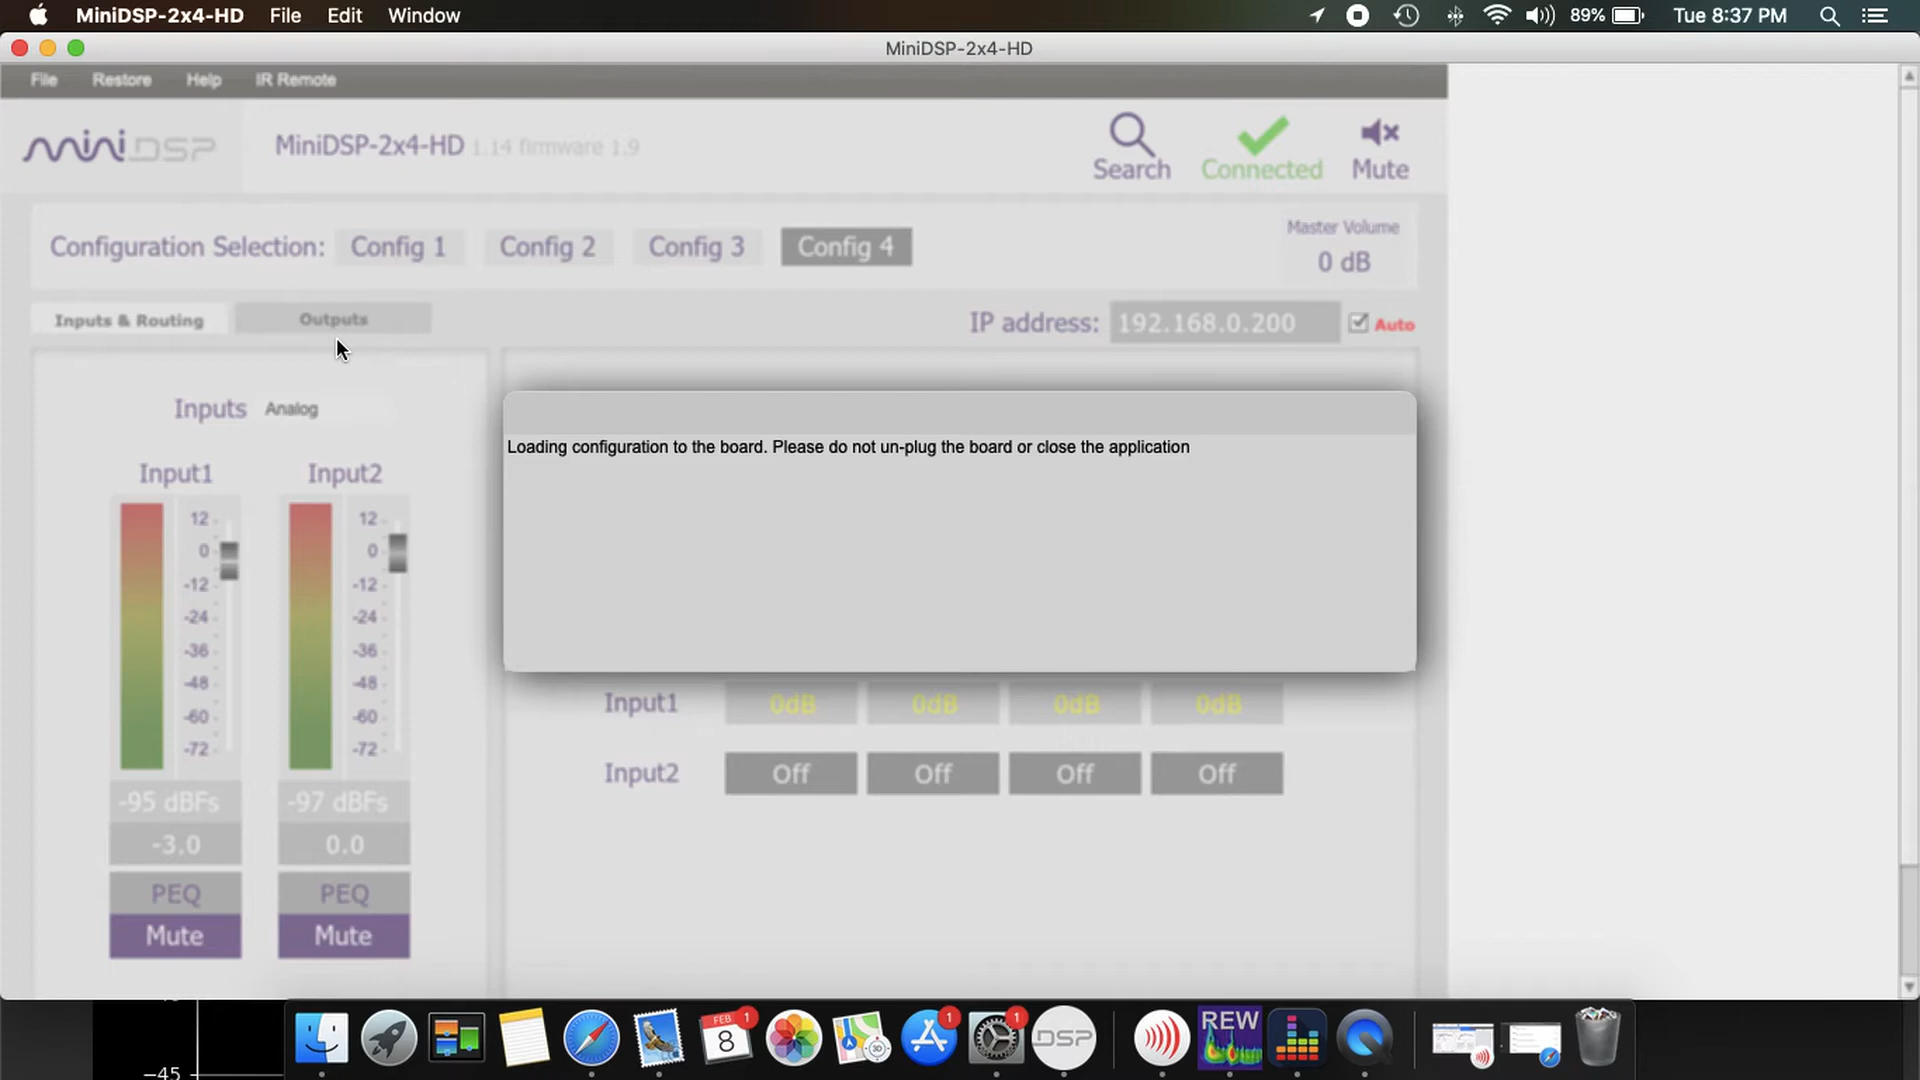 MiniDSP-2x4-HD File Edit Window 89% Tue 8:37 PM
MiniDSP-2x4-HD
File Restore Help IR Remote
miniDSP MiniDSP-2x4-HD 1.14 firmware 1.9 Search Connected Mute
Configuration Selection: Config 1 Config 2 Config 3 Config 4 Master Volume
0 dB
Inputs & Routing Outputs IP address: 192.168.0.200 Auto
Inputs Analog
Loading configuration to the board. Please do not un-plug the board or close the application
Input1 Input2
12 12
0 0
-12 -12
-24 -24
-36 -36
-48 -48
-60 -60
-72 -72
Input1 0dB 0dB 0dB 0dB
Input2 Off Off Off Off
-95 dBFs -97 dBFs
-3.0 0.0
PEQ PEQ
Mute Mute
FEB 1 1 1 REW
8 3D DSP
-45